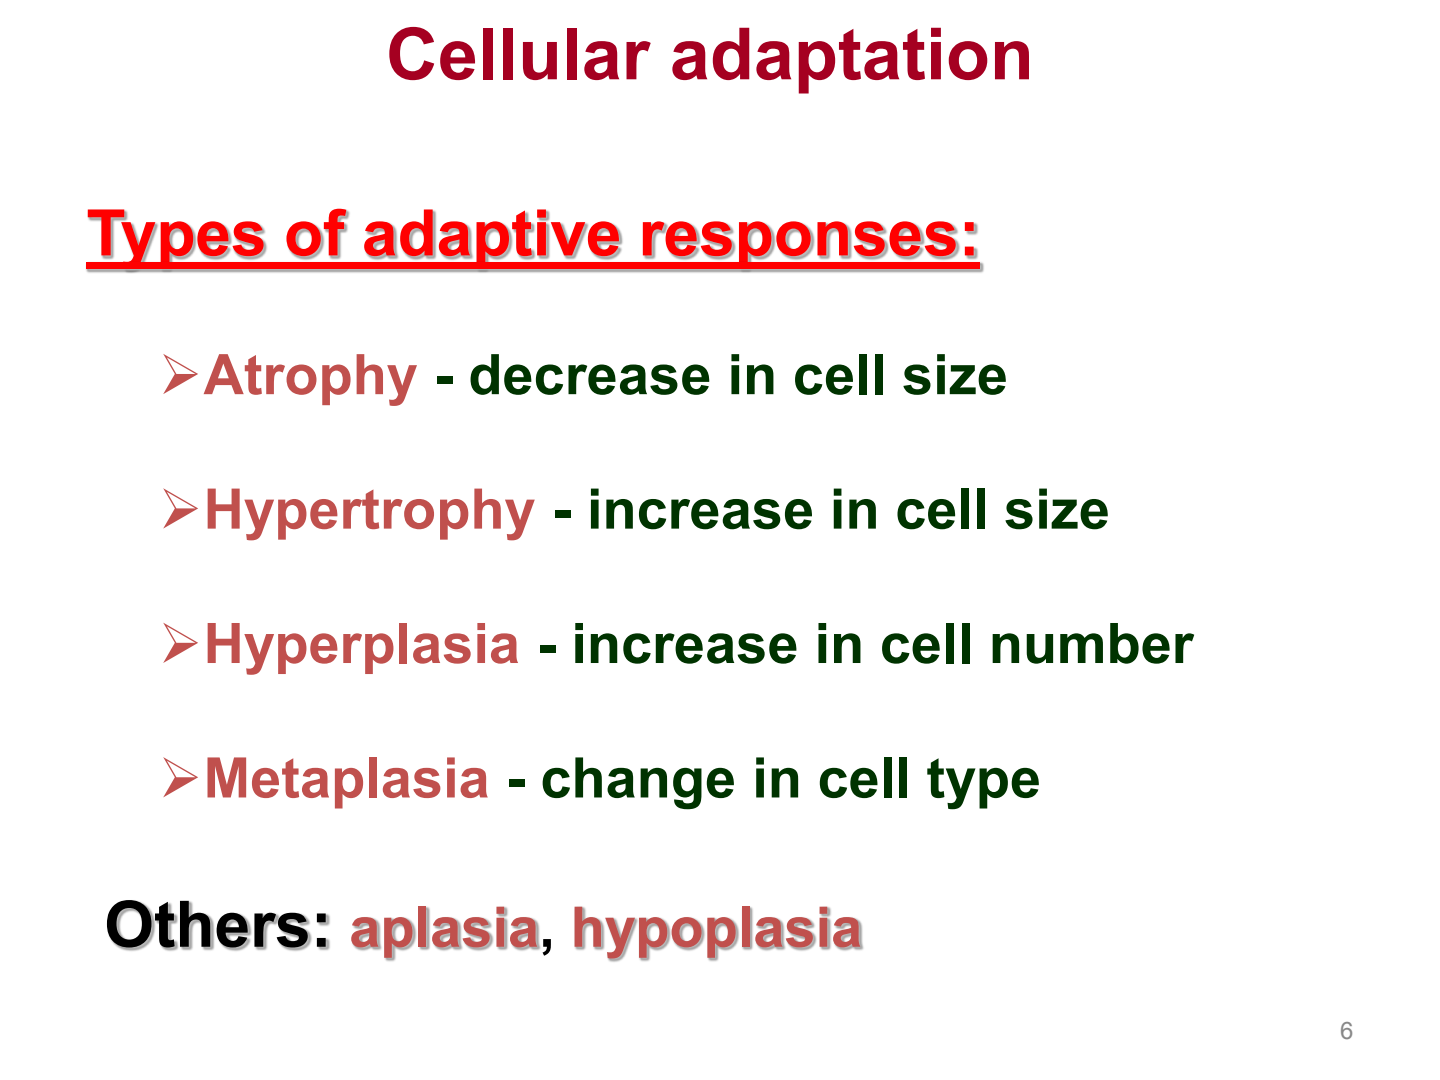 Cellular adaptation
Types of adaptive responses:
➢Atrophy - decrease in cell size
➢Hypertrophy - increase in cell size
➢Hyperplasia - increase in cell number
➢Metaplasia - change in cell type
Others: aplasia, hypoplasia
6